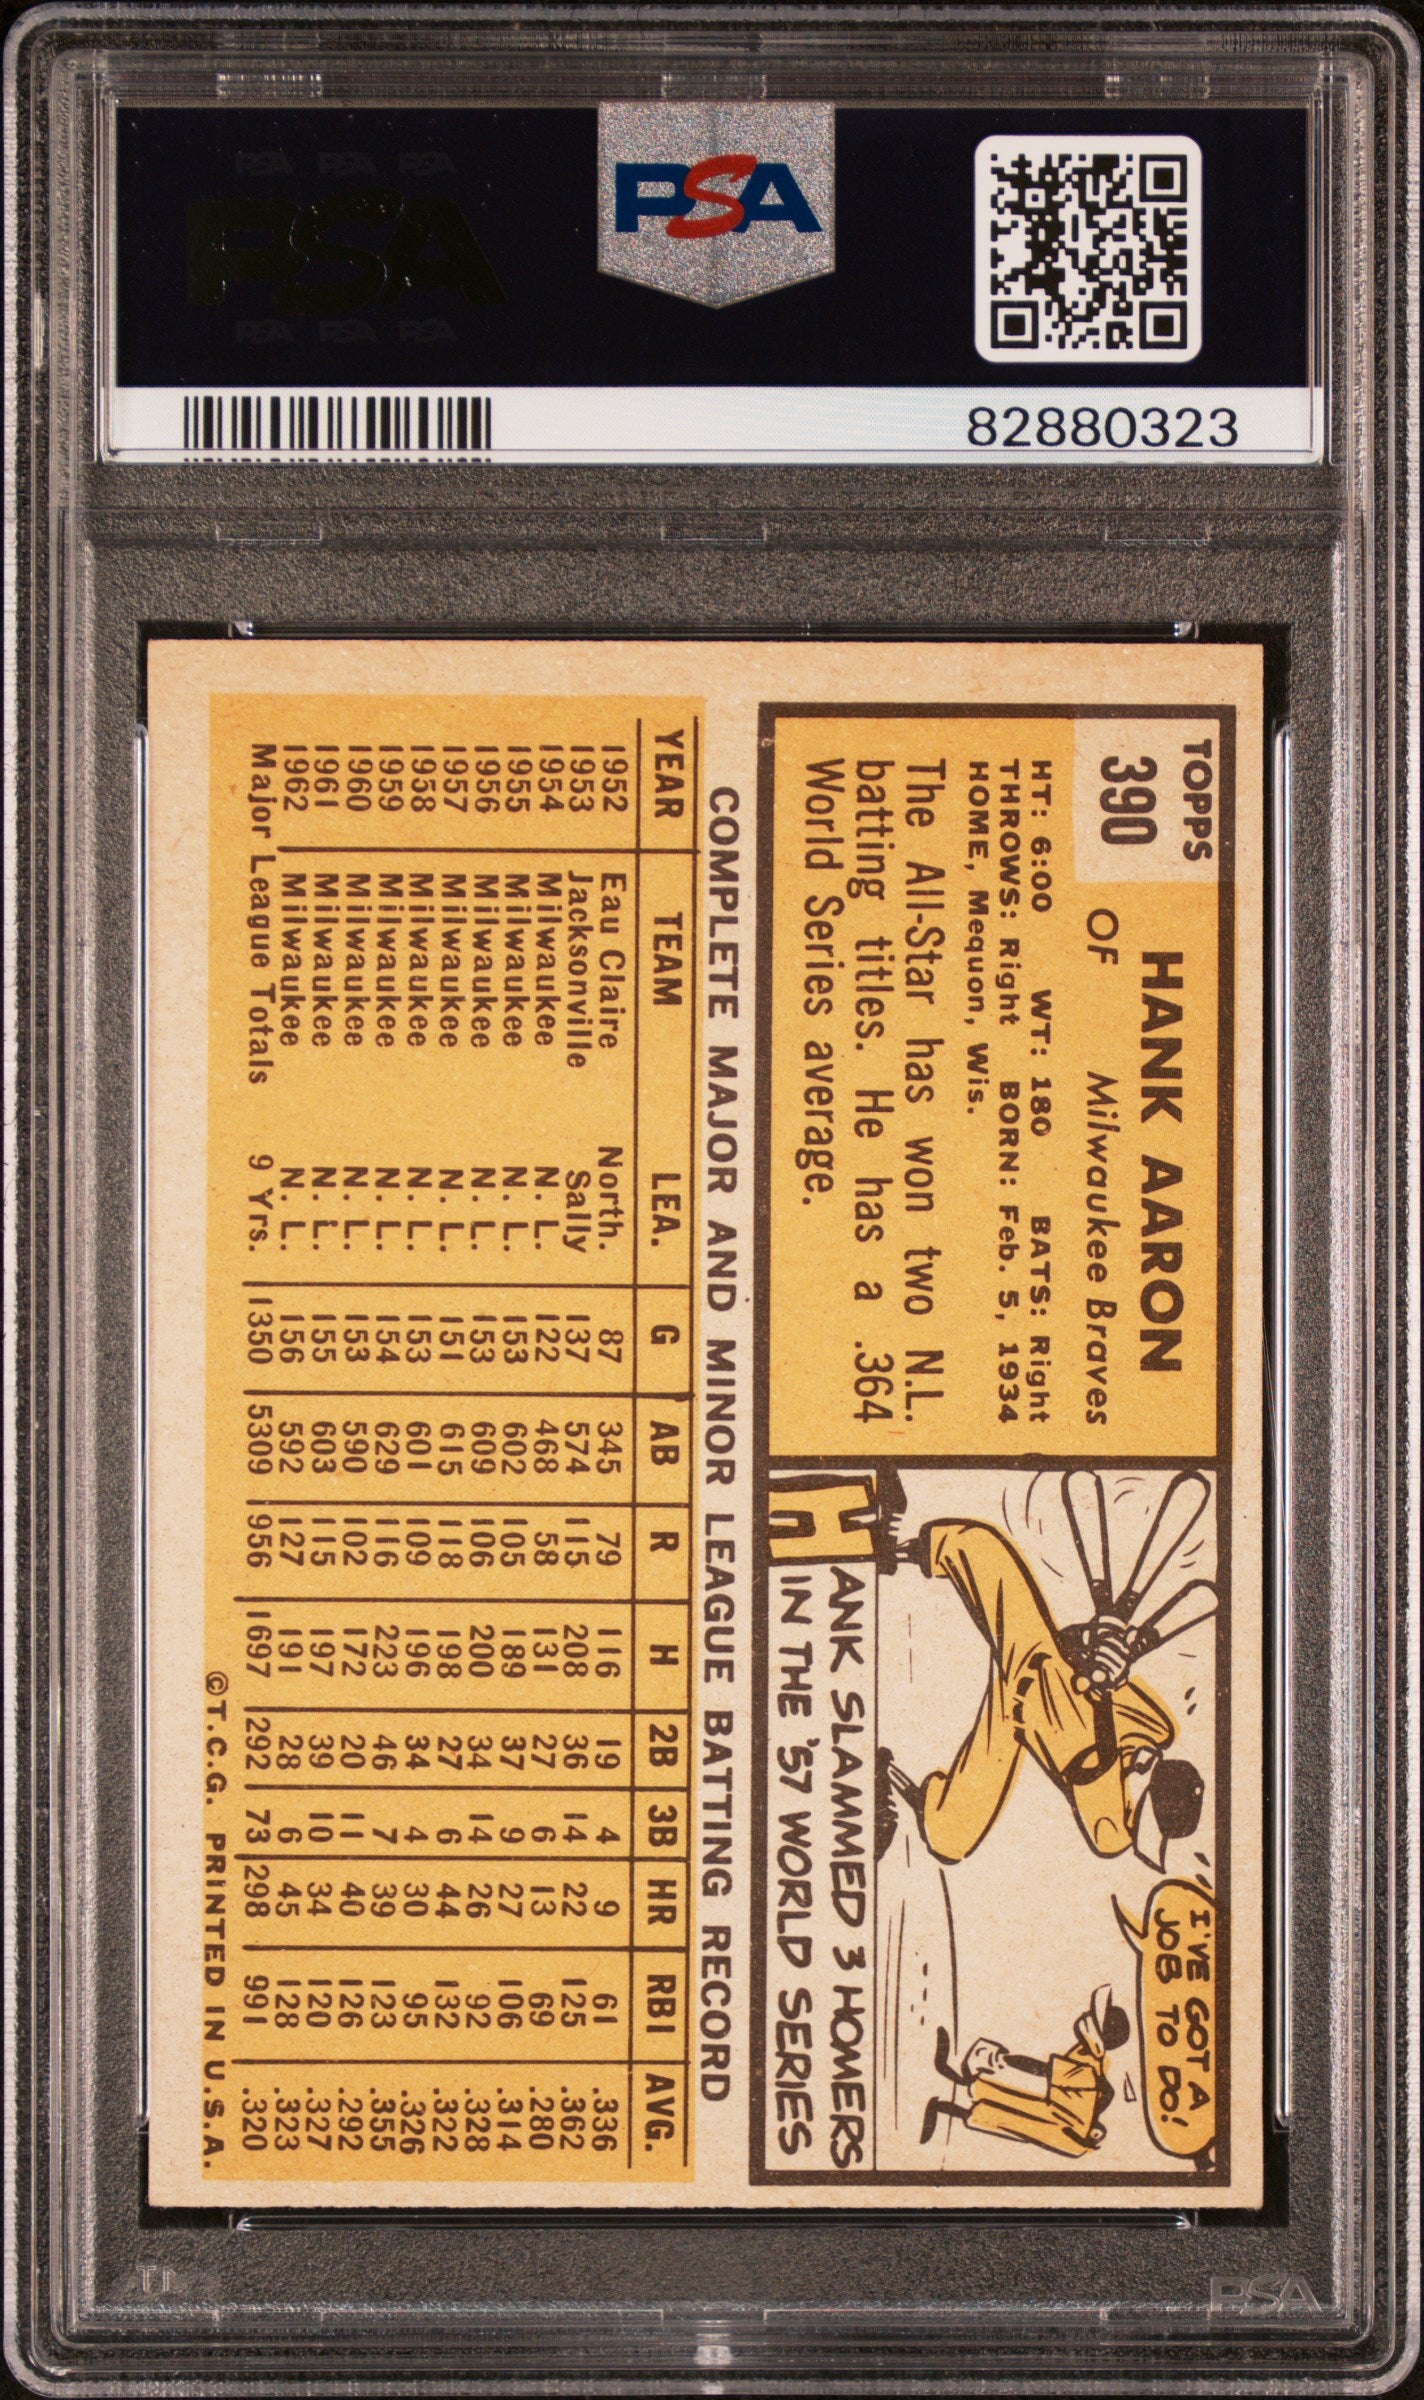 PSA PSA PSA
PSA
PSA PSA PSA
PSA
82880323
TOPPS
390
HANK AARON
OF Milwaukee Braves
HT: 6:00 WT: 180 BATS: Right
THROWS: Right BORN: Feb. 5, 1934
HOME, Mequon, Wis.
The All-Star has won two N.L.
batting titles. He has a .364
World Series average.
I'VE GOT A
JOB TO DO!
HANK SLAMMED 3 HOMERS
IN THE '57 WORLD SERIES
COMPLETE MAJOR AND MINOR LEAGUE BATTING RECORD
YEAR TEAM LEA. G AB R H 2B 3B HR RBI AVG.
1952 Eau Claire North. 87 345 79 116 19 4 9 61 .336
1953 Jacksonville Sally 137 574 115 208 36 14 22 125 .362
1954 Milwaukee N. L. 122 468 58 131 27 6 13 69 .280
1955 Milwaukee N. L. 153 602 105 189 37 9 27 106 .314
1956 Milwaukee N. L. 153 609 106 200 34 14 26 92 .328
1957 Milwaukee N. L. 151 615 118 198 27 6 44 132 .322
1958 Milwaukee N. L. 153 601 109 196 34 4 30 95 .326
1959 Milwaukee N. L. 154 629 116 223 46 7 39 123 .355
1960 Milwaukee N. L. 153 590 102 172 20 11 40 126 .292
1961 Milwaukee N. L. 155 603 115 197 39 10 34 120 .327
1962 Milwaukee N. L. 156 592 127 191 28 6 45 128 .323
Major League Totals 9 Yrs. 1350 5309 956 1697 292 73 298 991 .320
©T.C.G. PRINTED IN U.S.A.
PSA